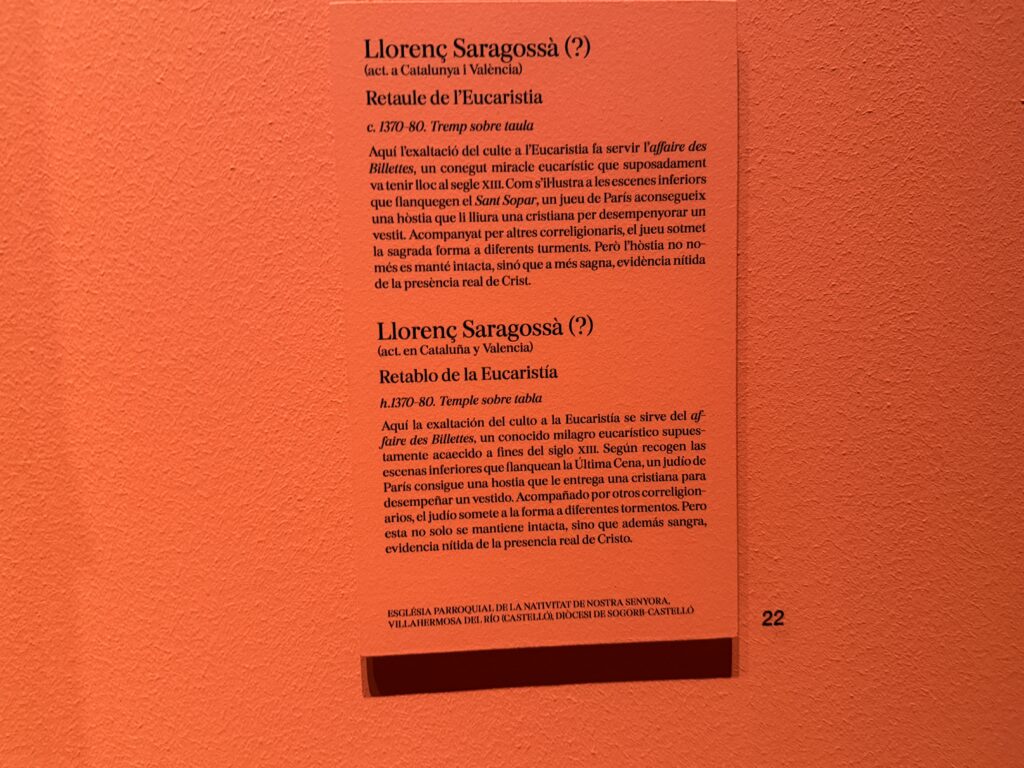 Llorenç Saragossà (?)
(act. a Catalunya i València)
Retaule de l'Eucaristia
c. 1370-80. Tremp sobre taula
Aquí l'exaltació del culte a l'Eucaristia fa servir l'affaire des
Billettes, un conegut miracle eucarístic que suposadament
va tenir lloc al segle XIII. Com s'il·lustra a les escenes inferiors
que flanquegen el Sant Sopar, un jueu de París aconsegueix
una hòstia que li lliura una cristiana per desempenyorar un
vestit. Acompanyat per altres correligionaris, el jueu sotmet
la sagrada forma a diferents turments. Però l'hòstia no no-
més es manté intacta, sinó que a més sagna, evidència nítida
de la presència real de Crist.
Llorenç Saragossà (?)
(act. en Cataluña y Valencia)
Retablo de la Eucaristía
h.1370-80. Temple sobre tabla
Aquí la exaltación del culto a la Eucaristía se sirve del af-
faire des Billettes, un conocido milagro eucarístico supues-
tamente acaecido a fines del siglo XIII. Según recogen las
escenas inferiores que flanquean la Última Cena, un judío de
París consigue una hostia que le entrega una cristiana para
desempeñar un vestido. Acompañado por otros correligion-
arios, el judío somete a la forma a diferentes tormentos. Pero
esta no solo se mantiene intacta, sino que además sangra,
evidencia nítida de la presencia real de Cristo.
ESGLÉSIA PARROQUIAL DE LA NATIVITAT DE NOSTRA SENYORA,
VILLAHERMOSA DEL RÍO (CASTELLÓ), DIÒCESI DE SOGORB-CASTELLÓ
22